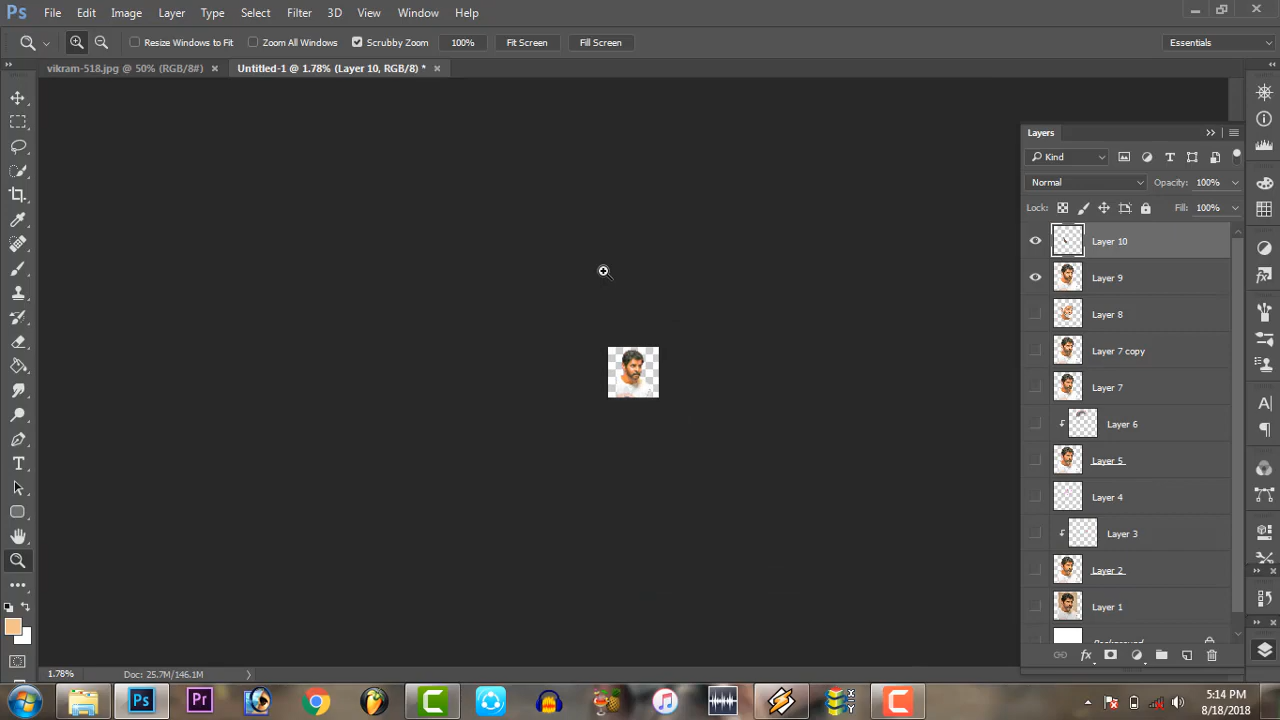 Ps File Edit Image Layer Type Select Filter 3D View Window Help
Resize Windows to Fit Zoom All Windows Scrubby Zoom 100% Fit Screen Fill Screen Essentials
vikram-518.jpg @ 50% (RGB/8#) × Untitled-1 @ 1.78% (Layer 10, RGB/8) * ×
Layers
Kind
Normal Opacity: 100%
Lock: Fill: 100%
Layer 10
Layer 9
Layer 8
Layer 7 copy
Layer 7
Layer 6
Layer 5
Layer 4
Layer 3
Layer 2
Layer 1
Background
1.78% Doc: 25.7M/146.1M
Ps Pr
5:14 PM
8/18/2018